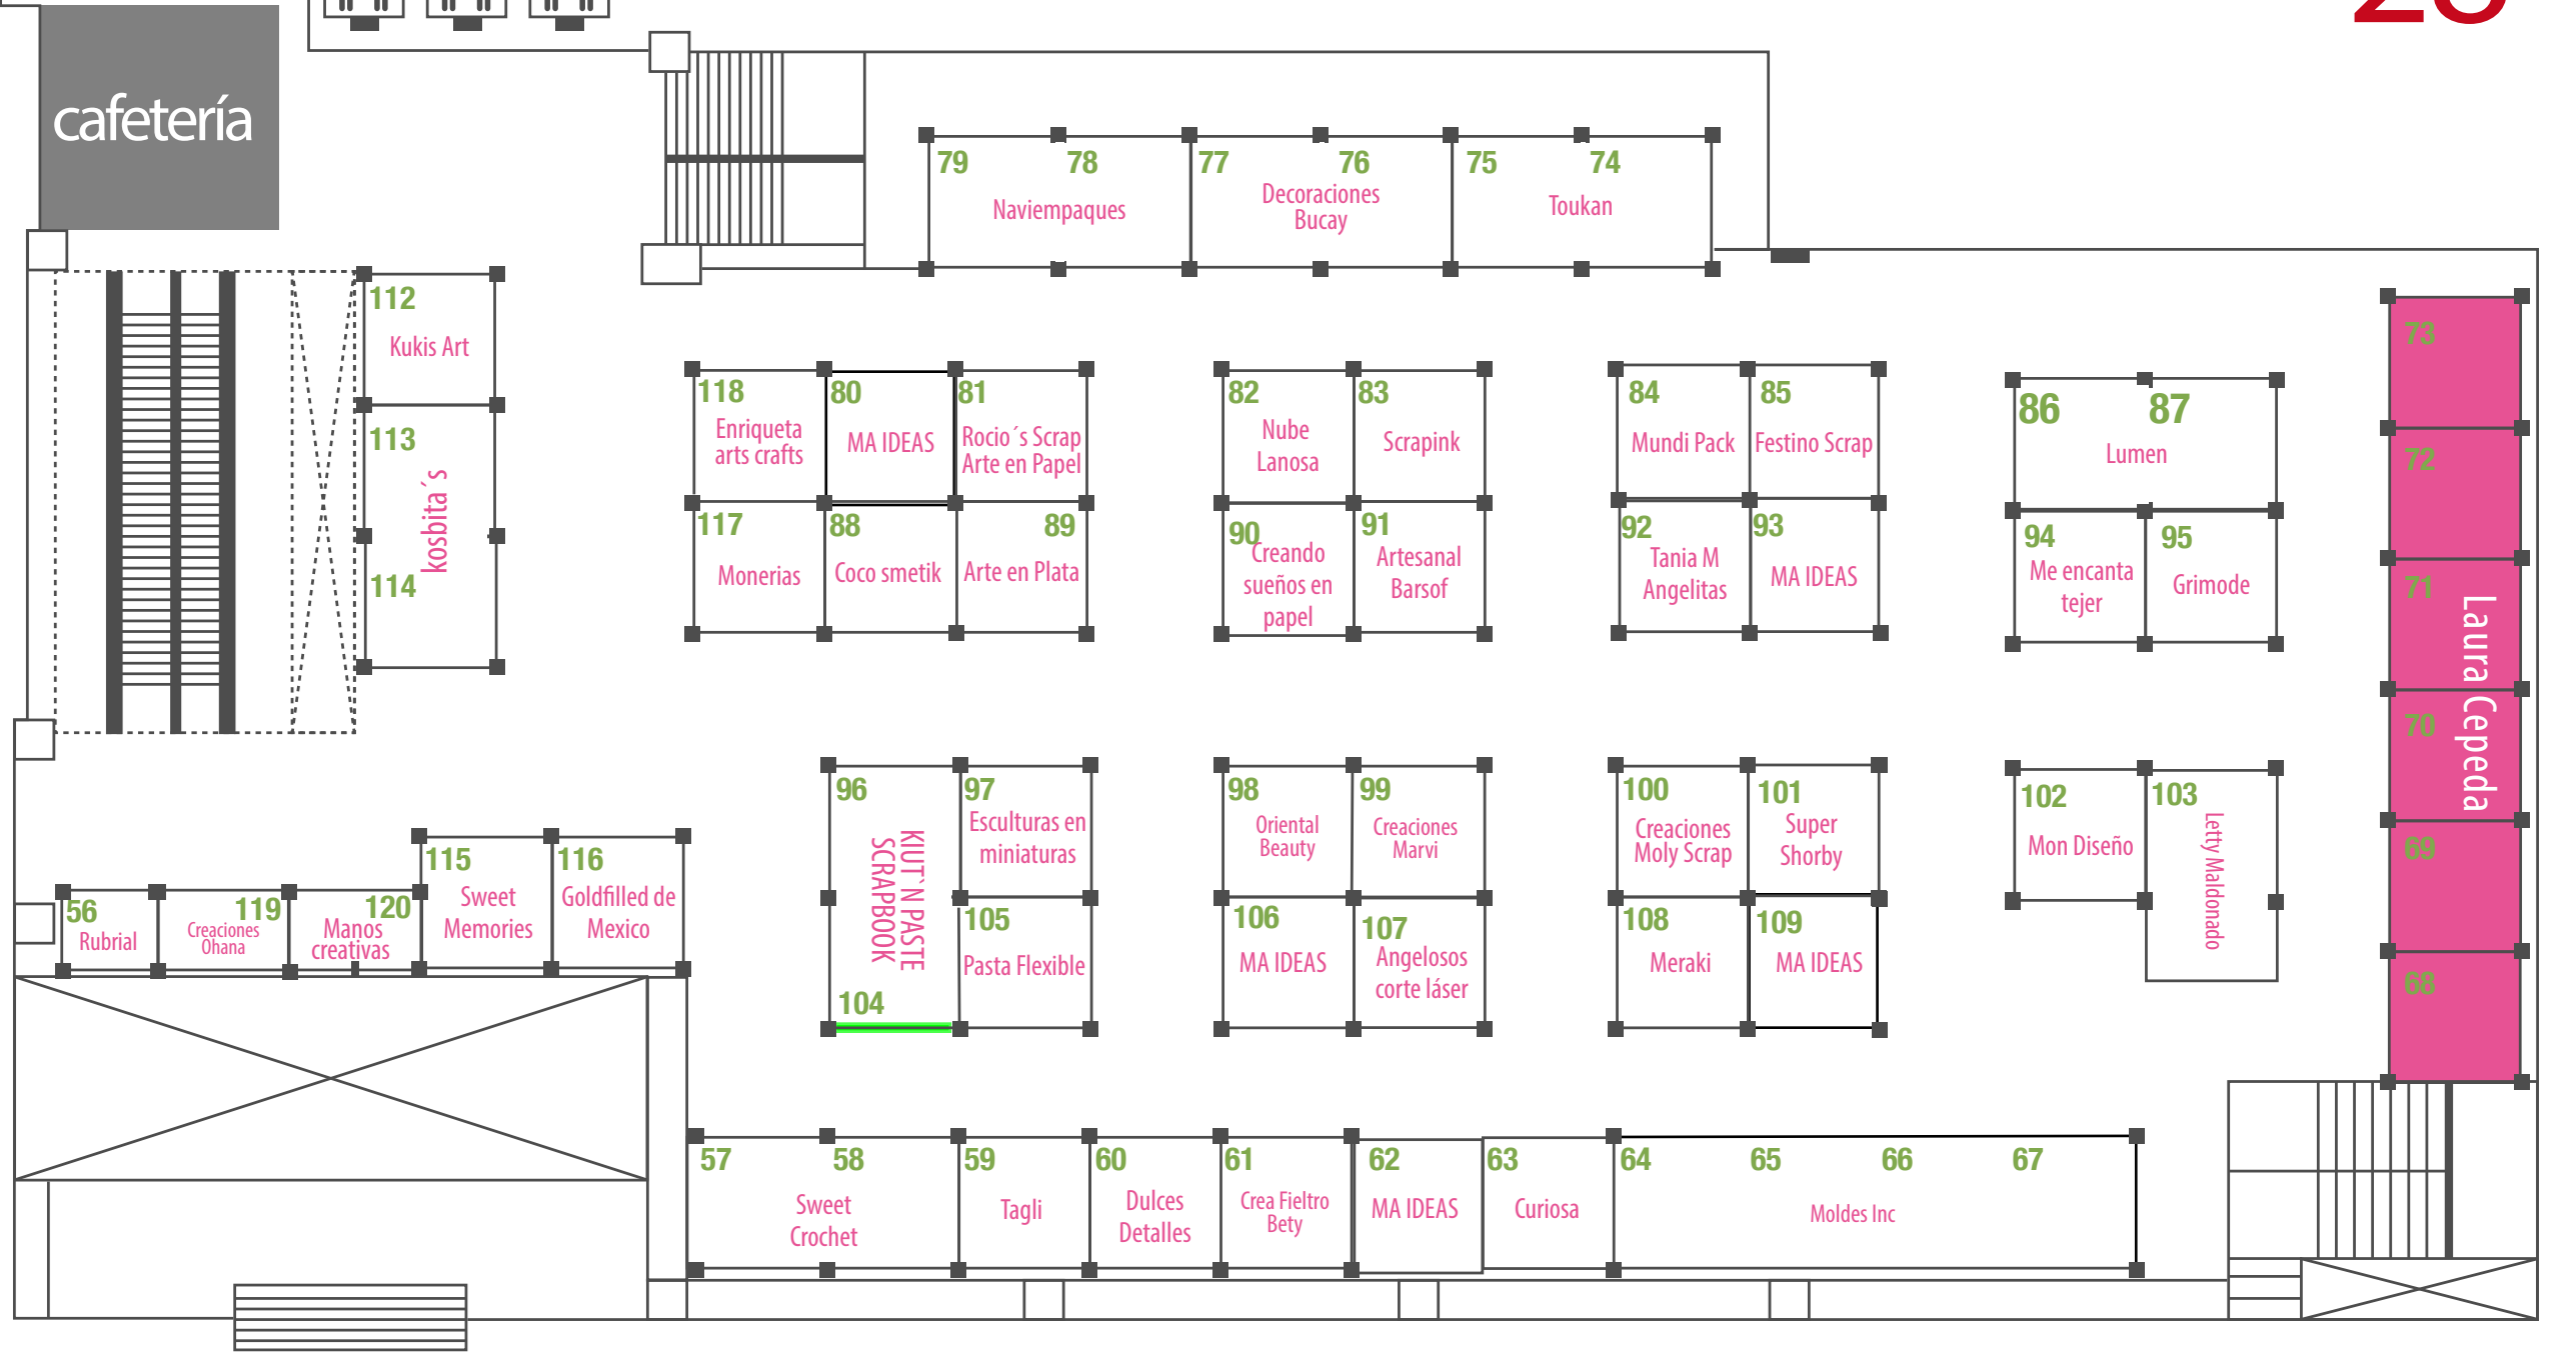 cafetería
79
78
77
76
75
74
Naviempaques
Decoraciones
Bucay
Toukan
112
Kukis Art
113
kosbita´s
114
118
Enriqueta
arts crafts
80
MA IDEAS
81
Rocio´s Scrap
Arte en Papel
117
Monerias
88
Coco smetik
89
Arte en Plata
82
Nube
Lanosa
83
Scrapink
90
Creando
sueños en
papel
91
Artesanal
Barsof
84
Mundi Pack
85
Festino Scrap
92
Tania M
Angelitas
93
MA IDEAS
86
87
Lumen
94
Me encanta
tejer
95
Grimode
73
72
71
70
69
68
Laura Cepeda
96
KIUT`N PASTE
SCRAPBOOK
104
97
Esculturas en
miniaturas
105
Pasta Flexible
98
Oriental
Beauty
99
Creaciones
Marvi
106
MA IDEAS
107
Angelosos
corte láser
100
Creaciones
Moly Scrap
101
Super
Shorby
108
Meraki
109
MA IDEAS
102
Mon Diseño
103
Letty Maldonado
56
Rubrial
119
Creaciones
Ohana
120
Manos
creativas
115
Sweet
Memories
116
Goldfilled de
Mexico
57
58
Sweet
Crochet
59
Tagli
60
Dulces
Detalles
61
Crea Fieltro
Bety
62
MA IDEAS
63
Curiosa
64
65
66
67
Moldes Inc